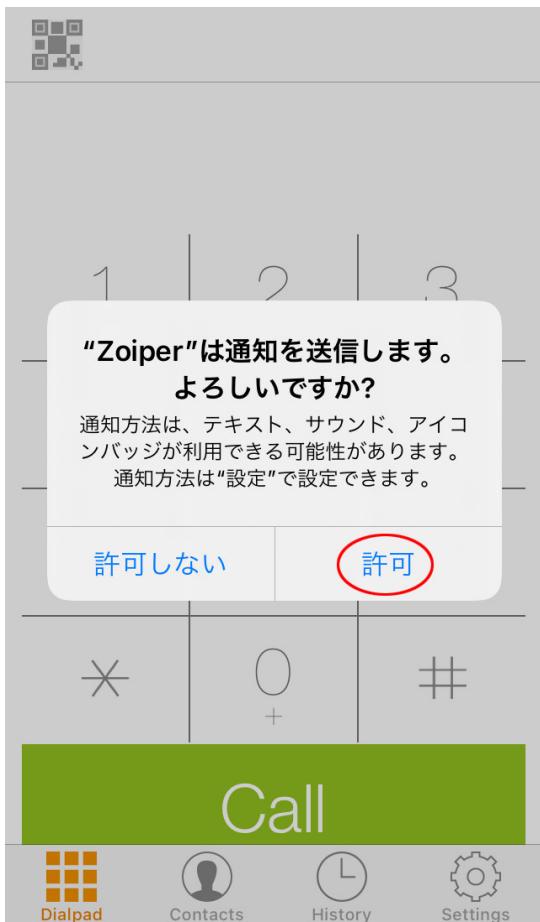 1 2 3
“Zoiper”は通知を送信します。
よろしいですか?
通知方法は、テキスト、サウンド、アイコ
ンバッジが利用できる可能性があります。
通知方法は“設定”で設定できます。
許可しない 許可
* 0 #
+
Call
Dialpad Contacts History Settings